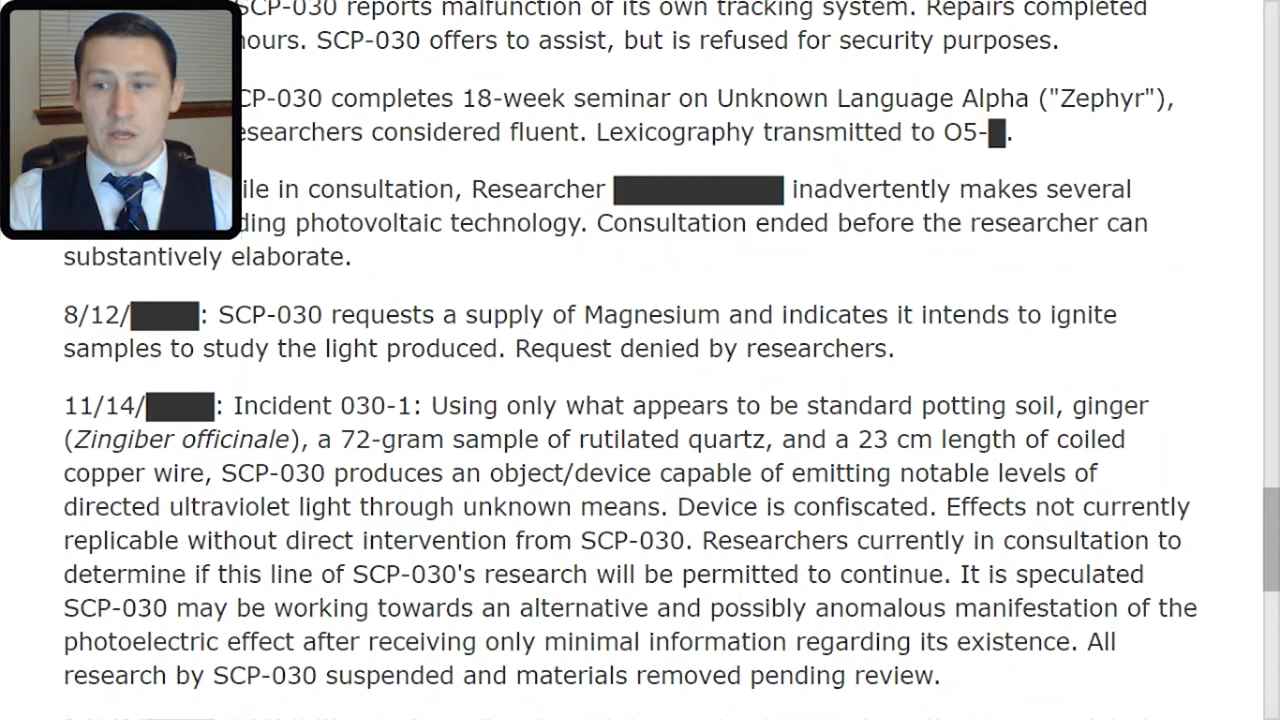 SCP-030 reports malfunction of its own tracking system. Repairs completed
hours. SCP-030 offers to assist, but is refused for security purposes.
completes 18-week seminar on Unknown Language Alpha ("Zephyr"),
considered fluent. Lexicography transmitted to O5-█.
in consultation, Researcher ██████████ inadvertently makes several
photovoltaic technology. Consultation ended before the researcher can
substantively elaborate.
8/12/████: SCP-030 requests a supply of Magnesium and indicates it intends to ignite
samples to study the light produced. Request denied by researchers.
11/14/████: Incident 030-1: Using only what appears to be standard potting soil, ginger
(Zingiber officinale), a 72-gram sample of rutilated quartz, and a 23 cm length of coiled
copper wire, SCP-030 produces an object/device capable of emitting notable levels of
directed ultraviolet light through unknown means. Device is confiscated. Effects not currently
replicable without direct intervention from SCP-030. Researchers currently in consultation to
determine if this line of SCP-030's research will be permitted to continue. It is speculated
SCP-030 may be working towards an alternative and possibly anomalous manifestation of the
photoelectric effect after receiving only minimal information regarding its existence. All
research by SCP-030 suspended and materials removed pending review.